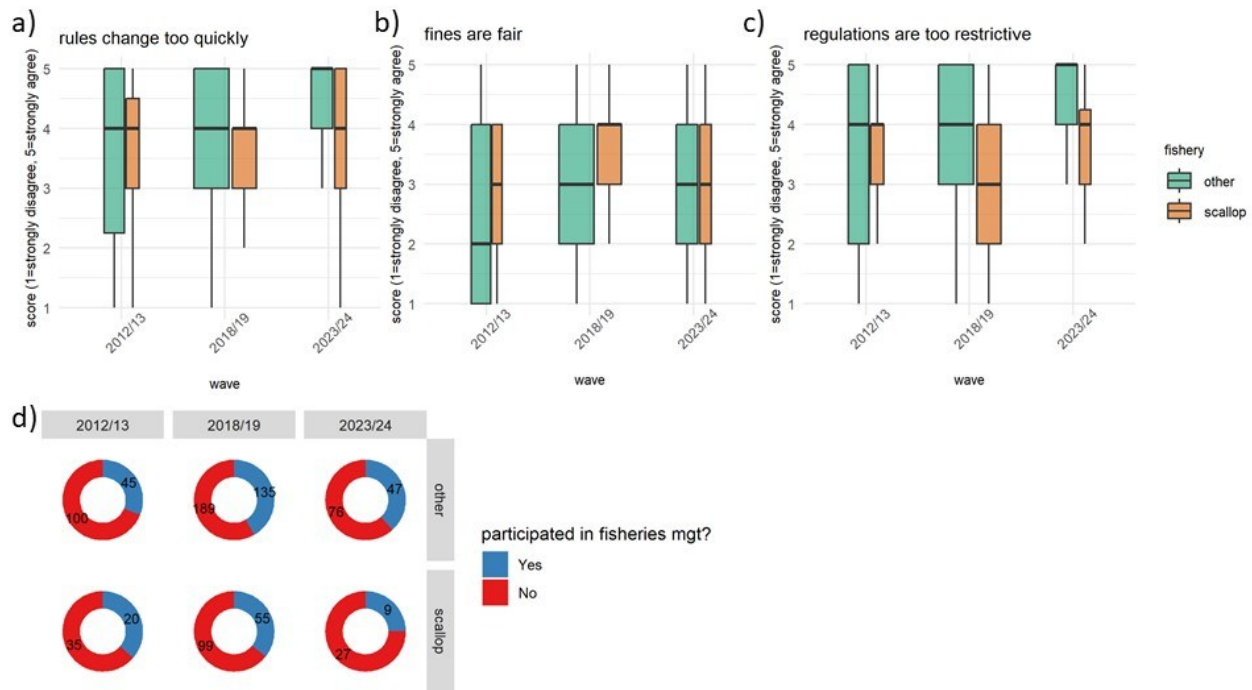 a)
rules change too quickly
score (1=strongly disagree, 5=strongly agree)
5
4
3
2
1
2012/13
2018/19
2023/24
wave
b)
fines are fair
score (1=strongly disagree, 5=strongly agree)
5
4
3
2
1
2012/13
2018/19
2023/24
wave
c)
regulations are too restrictive
score (1=strongly disagree, 5=strongly agree)
5
4
3
2
1
2012/13
2018/19
2023/24
wave
fishery
other
scallop
d)
2012/13
2018/19
2023/24
45
100
135
189
47
76
other
20
35
55
99
9
27
scallop
participated in fisheries mgt?
Yes
No